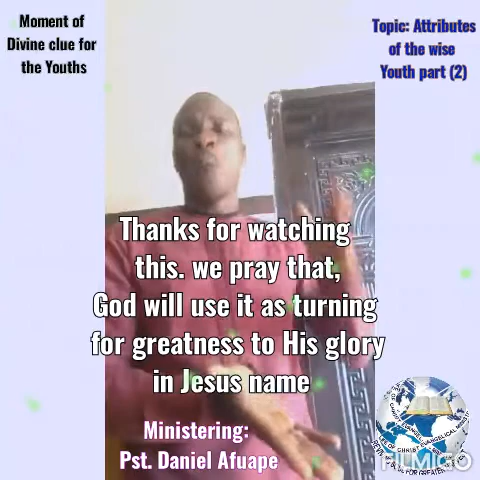 Moment of
Divine clue for
the Youths
Topic: Attributes
of the wise
Youth part (2)
Thanks for watching
this. we pray that,
God will use it as turning
for greatness to His glory
in Jesus name
Ministering:
Pst. Daniel Afuape
FILMIGO